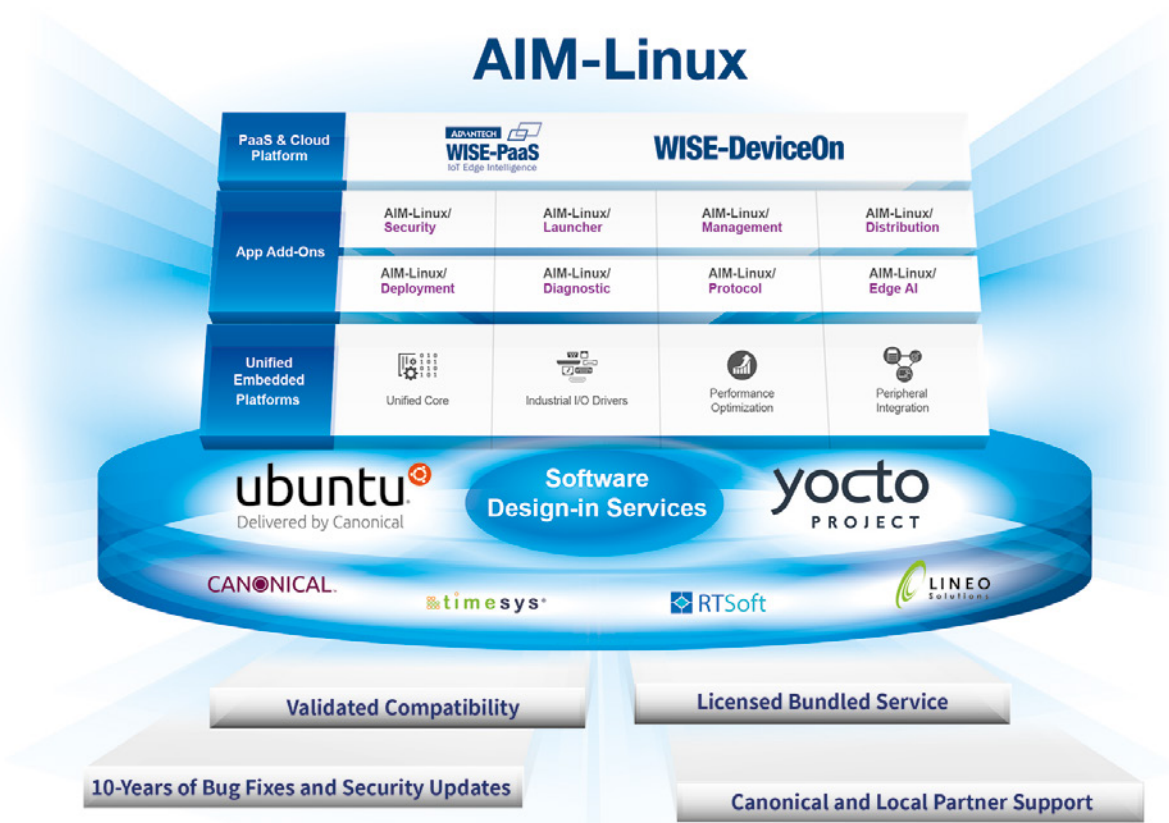 AIM-Linux
PaaS & Cloud
Platform
ADVANTECH
WISE-PaaS
IoT Edge Intelligence
WISE-DeviceOn
App Add-Ons
AIM-Linux/
Security
AIM-Linux/
Launcher
AIM-Linux/
Management
AIM-Linux/
Distribution
AIM-Linux/
Deployment
AIM-Linux/
Diagnostic
AIM-Linux/
Protocol
AIM-Linux/
Edge AI
Unified
Embedded
Platforms
Unified Core
Industrial I/O Drivers
Performance
Optimization
Peripheral
Integration
ubuntu
Delivered by Canonical
Software
Design-in Services
yocto
PROJECT
CANONICAL
timesys
RTSoft
LINEO
Solutions
Validated Compatibility
Licensed Bundled Service
10-Years of Bug Fixes and Security Updates
Canonical and Local Partner Support